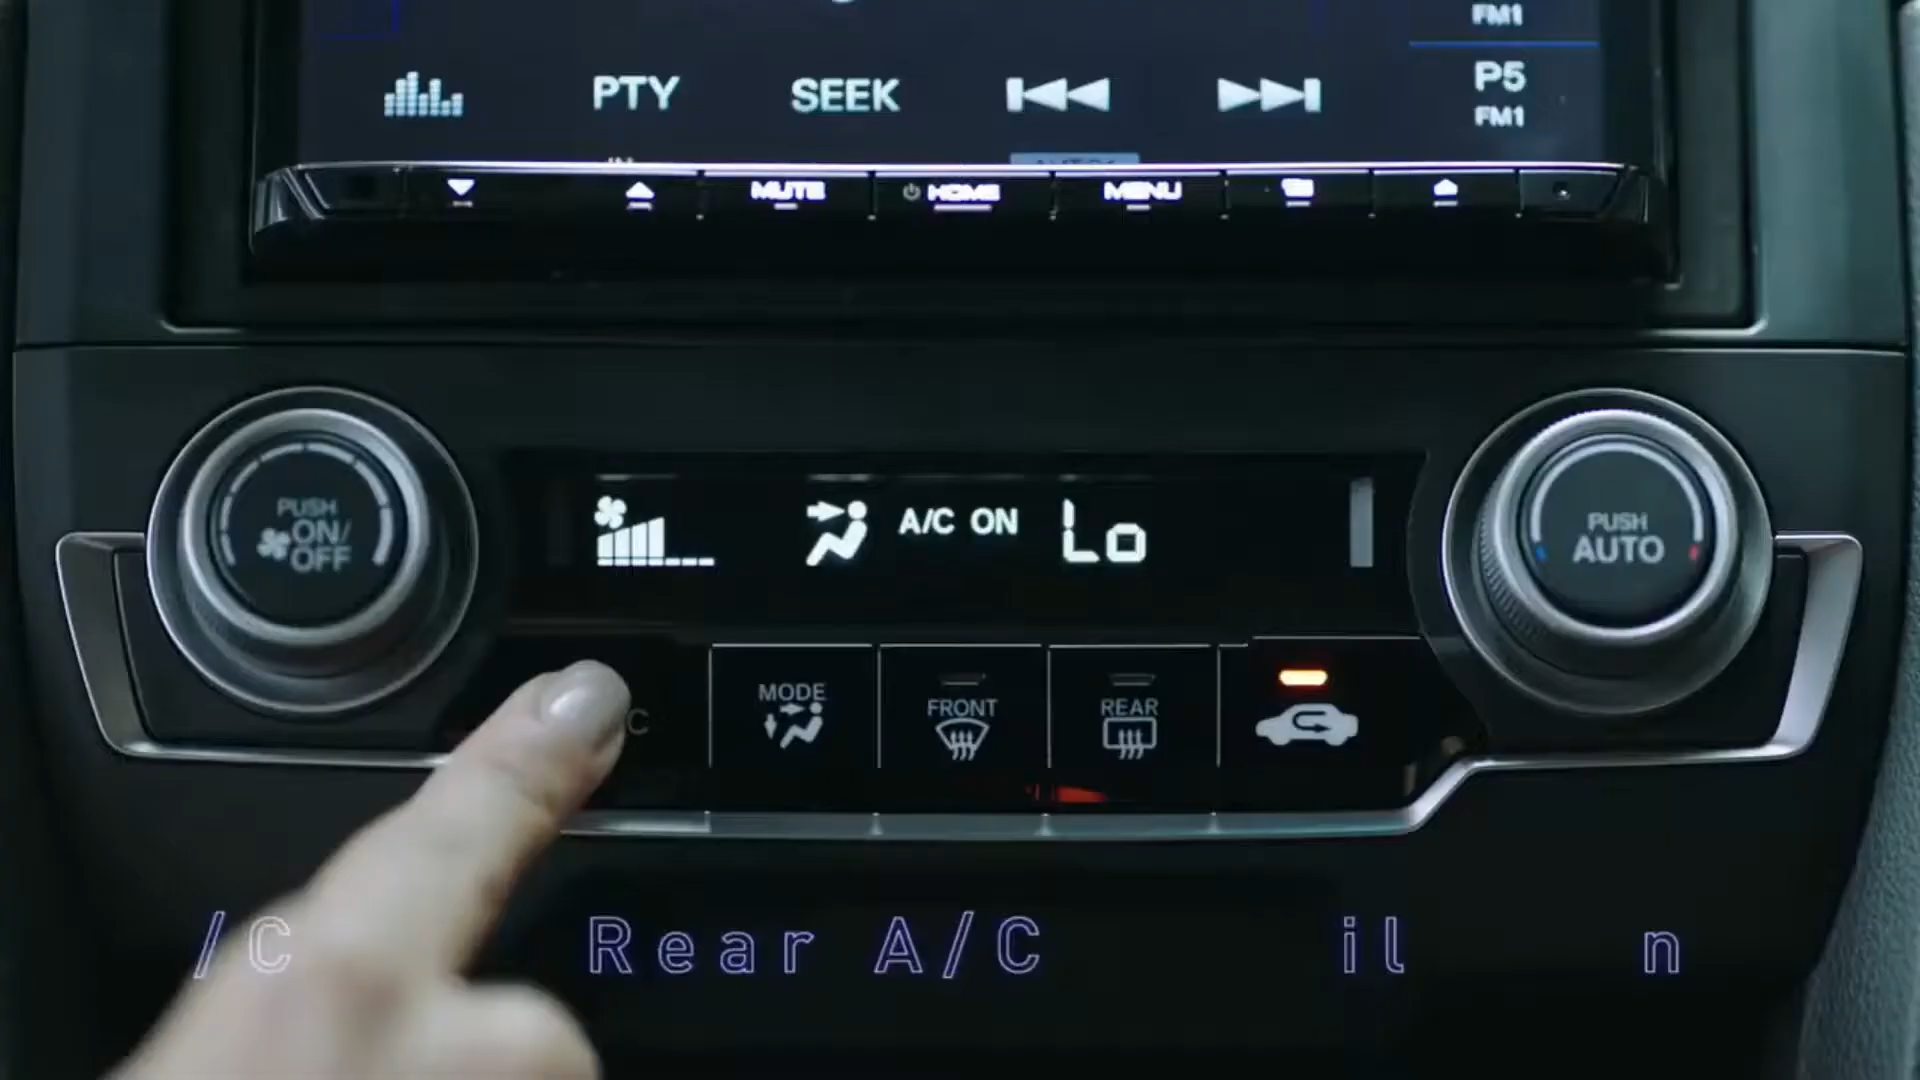 FM1
PTY SEEK P5
FM1
MUTE HOME MENU
PUSH
ON/
OFF
A/C ON Lo
PUSH
AUTO
C
MODE
FRONT
REAR
/C Rear A/C il n